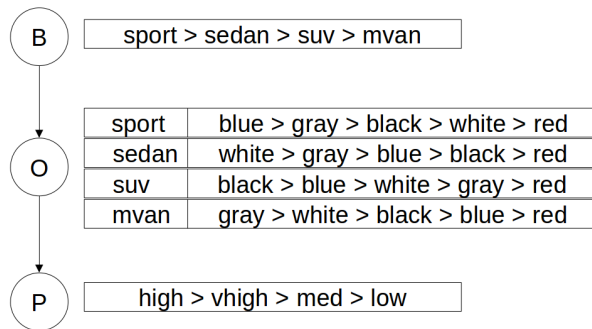 B sport > sedan > suv > mvan
sport blue > gray > black > white > red
O sedan white > gray > blue > black > red
suv black > blue > white > gray > red
mvan gray > white > black > blue > red
P high > vhigh > med > low